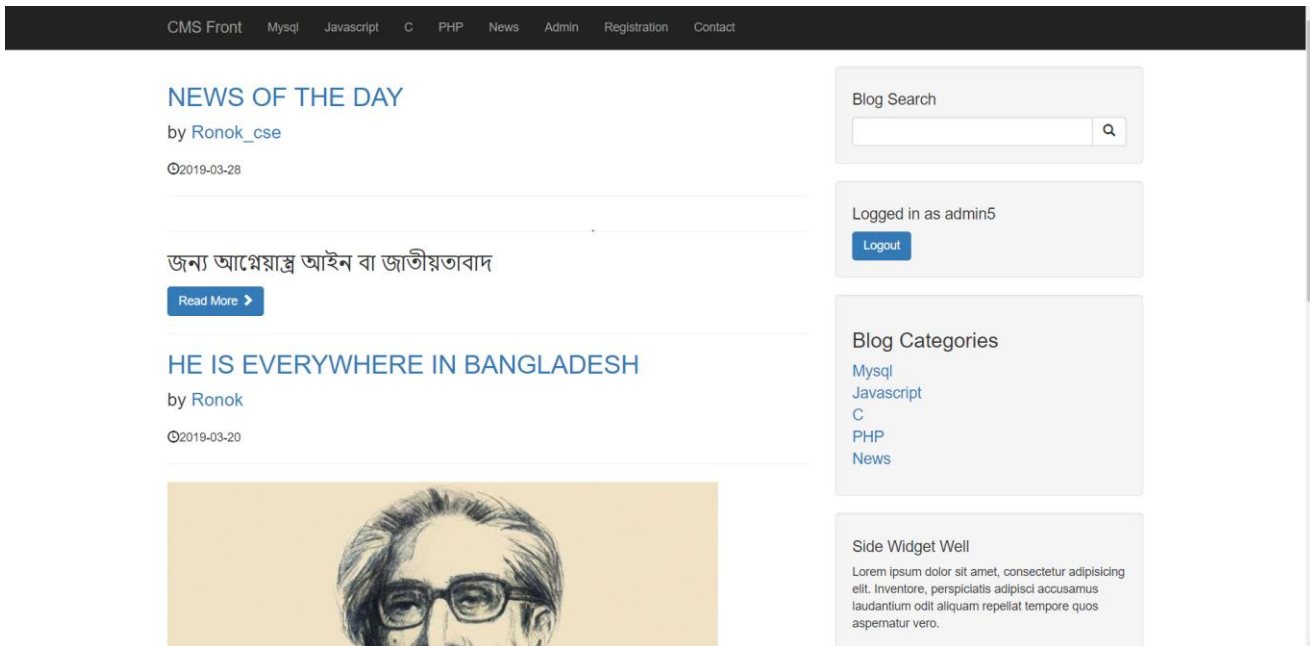 CMS Front Mysql Javascript C PHP News Admin Registration Contact
NEWS OF THE DAY
by Ronok_cse
2019-03-28
জন্য আগ্নেয়াস্ত্র আইন বা জাতীয়তাবাদ
Read More
HE IS EVERYWHERE IN BANGLADESH
by Ronok
2019-03-20
Blog Search
Logged in as admin5
Logout
Blog Categories
Mysql
Javascript
C
PHP
News
Side Widget Well
Lorem ipsum dolor sit amet, consectetur adipisicing
elit. Inventore, perspiciatis adipisci accusamus
laudantium odit aliquam repellat tempore quos
aspernatur vero.